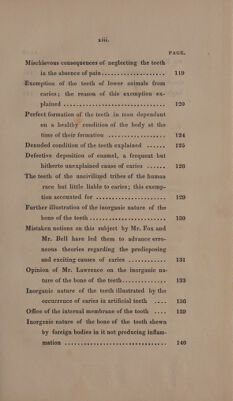 xiii.
PAGE.
Mischievous consequences of neglecting the teeth
in the absence of pain .................... 119
Exemption of the teeth of lower animals from
caries; the reason of this exemption ex-
plained .................... 120
Perfect formation of the teeth in man dependant
on a healthy condition of the body at the
time of their formation .................... 124
Denuded condition of the teeth explained ...... 125
Defective deposition of enamel, a frequent but
hitherto unexplained cause of caries ...... 126
The teeth of the uncivilized tribes of the human
race but little liable to caries; this exemp-
tion accounted for .................... 129
Further illustration of the inorganic nature of the
bone of the teeth .................... 130
Mistaken notions on this subject by Mr. Fox and
Mr. Bell have led them to advance erro-
neous theories regarding the predisposing
and exciting causes of caries ............ 131
Opinion of Mr. Lawrence on the inorganic na-
ture of the bone of the teeth ............ 133
Inorganic nature of the teeth illustrated by the
occurrence of caries in artificial teeth .... 136
Office of the internal membrane of the tooth .... 139
Inorganic nature of the bone of the tooth shewn
by foreign bodies in it not producing inflam-
mation .................... 140